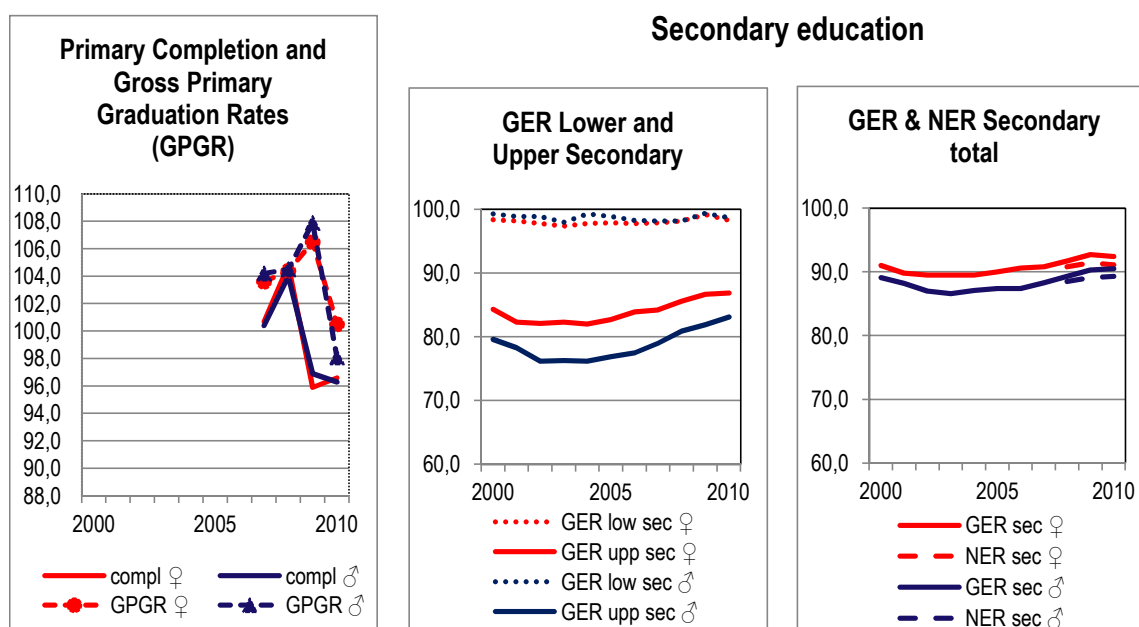 Secondary education
Primary Completion and
Gross Primary
Graduation Rates
(GPGR)
110,0
108,0
106,0
104,0
102,0
100,0
98,0
96,0
94,0
92,0
90,0
88,0
2000 2005 2010
compl ♀ compl ♂
GPGR ♀ GPGR ♂
GER Lower and
Upper Secondary
100,0
90,0
80,0
70,0
60,0
2000 2005 2010
GER low sec ♀
GER upp sec ♀
GER low sec ♂
GER upp sec ♂
GER & NER Secondary
total
100,0
90,0
80,0
70,0
60,0
2000 2005 2010
GER sec ♀
NER sec ♀
GER sec ♂
NER sec ♂